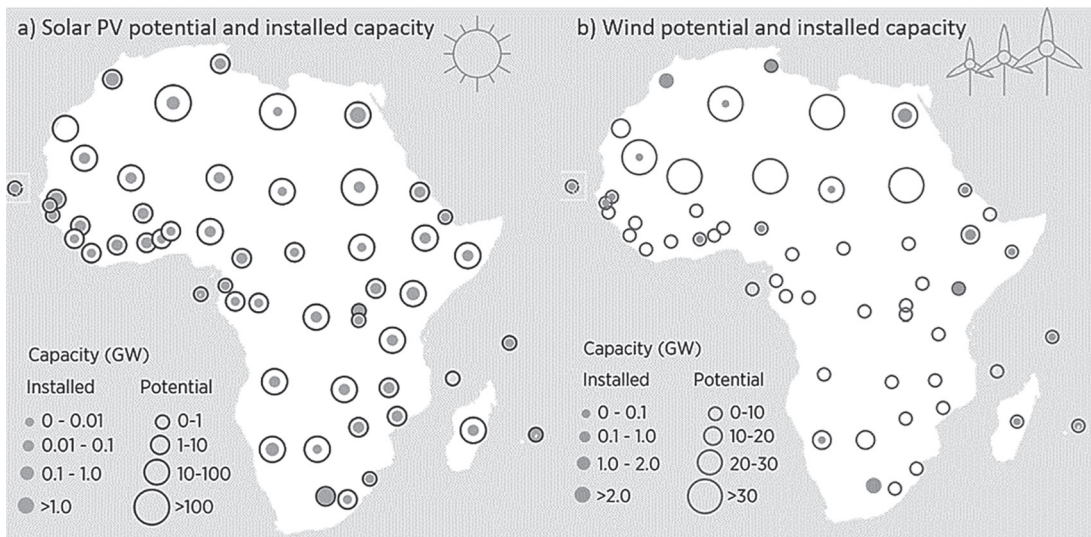 a) Solar PV potential and installed capacity
Capacity (GW)
Installed Potential
0 - 0.01 0-1
0.01 - 0.1 1-10
0.1 - 1.0 10-100
>1.0 >100
b) Wind potential and installed capacity
Capacity (GW)
Installed Potential
0 - 0.1 0-10
0.1 - 1.0 10-20
1.0 - 2.0 20-30
>2.0 >30